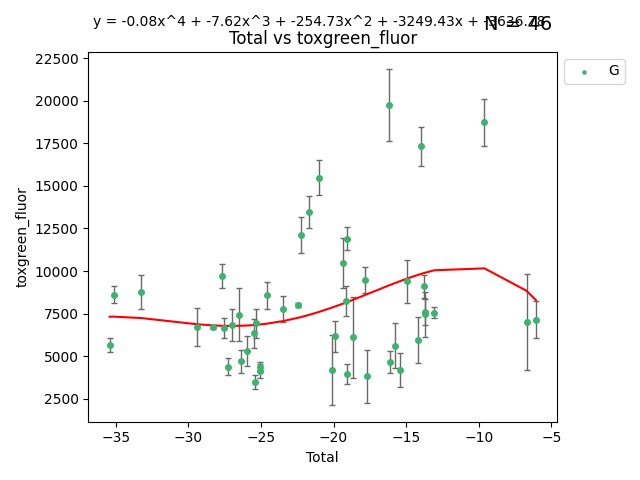 y = -0.08x^4 + -7.62x^3 + -254.73x^2 + -3249.43x +
N = 46
Total vs toxgreen_fluor
G
22500
20000
17500
15000
12500
10000
7500
5000
2500
toxgreen_fluor
−35 −30 −25 −20 −15 −10 −5
Total